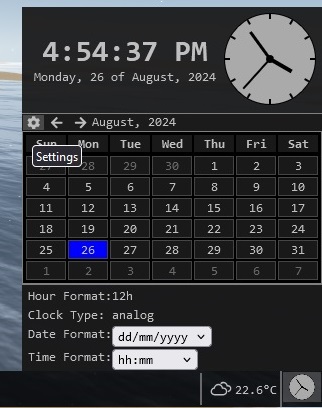 4:54:37 PM
Monday, 26 of August, 2024
August, 2024
Sun Mon Tue Wed Thu Fri Sat
Settings
27 28 29 30 1 2 3
4 5 6 7 8 9 10
11 12 13 14 15 16 17
18 19 20 21 22 23 24
25 26 27 28 29 30 31
1 2 3 4 5 6 7
Hour Format:12h
Clock Type: analog
Date Format: dd/mm/yyyy
Time Format: hh:mm
22.6°C